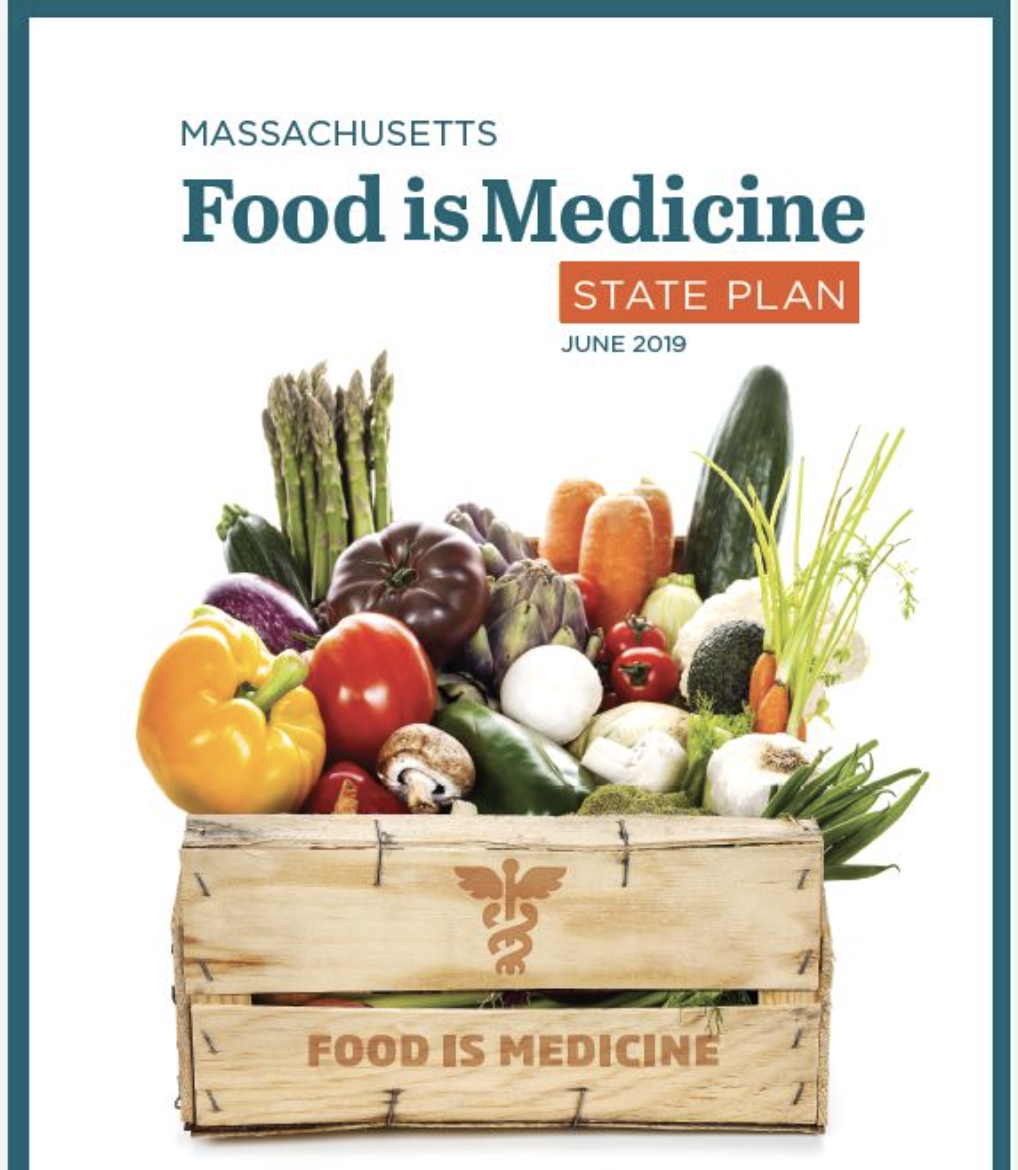 MASSACHUSETTS
Food is Medicine
STATE PLAN
JUNE 2019
FOOD IS MEDICINE